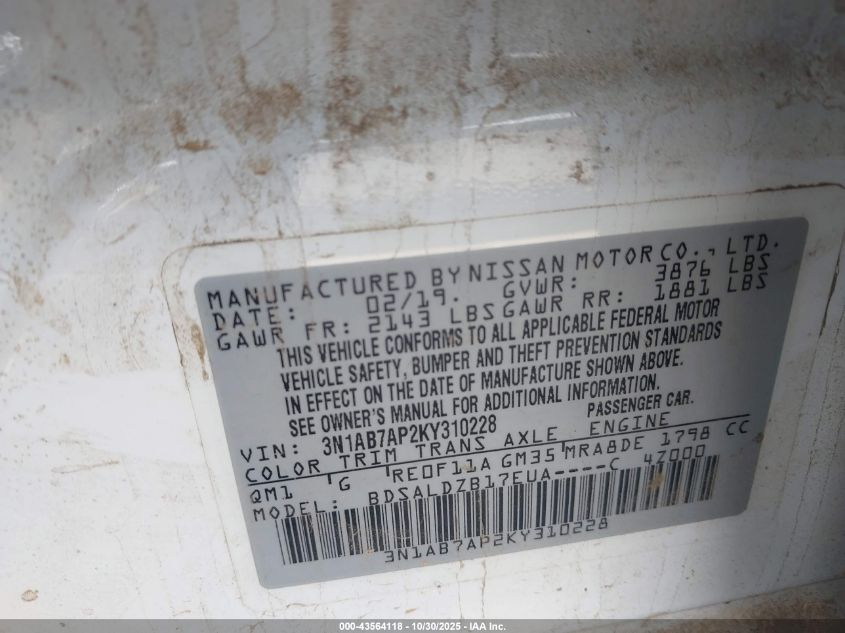 MANUFACTURED BY NISSAN MOTOR CO., LTD.
DATE: 02/19. GVWR: 3876 LBS
GAWR FR: 2143 LBS GAWR RR: 1881 LBS
THIS VEHICLE CONFORMS TO ALL APPLICABLE FEDERAL MOTOR
VEHICLE SAFETY, BUMPER AND THEFT PREVENTION STANDARDS
IN EFFECT ON THE DATE OF MANUFACTURE SHOWN ABOVE.
SEE OWNER'S MANUAL FOR ADDITIONAL INFORMATION.
VIN: 3N1AB7AP2KY310228 PASSENGER CAR.
COLOR TRIM TRANS AXLE ENGINE
QM1 G RE0F11A GM35 MRA8DE 1798 CC
MODEL: BDSALDZB17EUA----C 4Z000
3N1AB7AP2KY310228
000-43564118 - 10/30/2025 - IAA Inc.